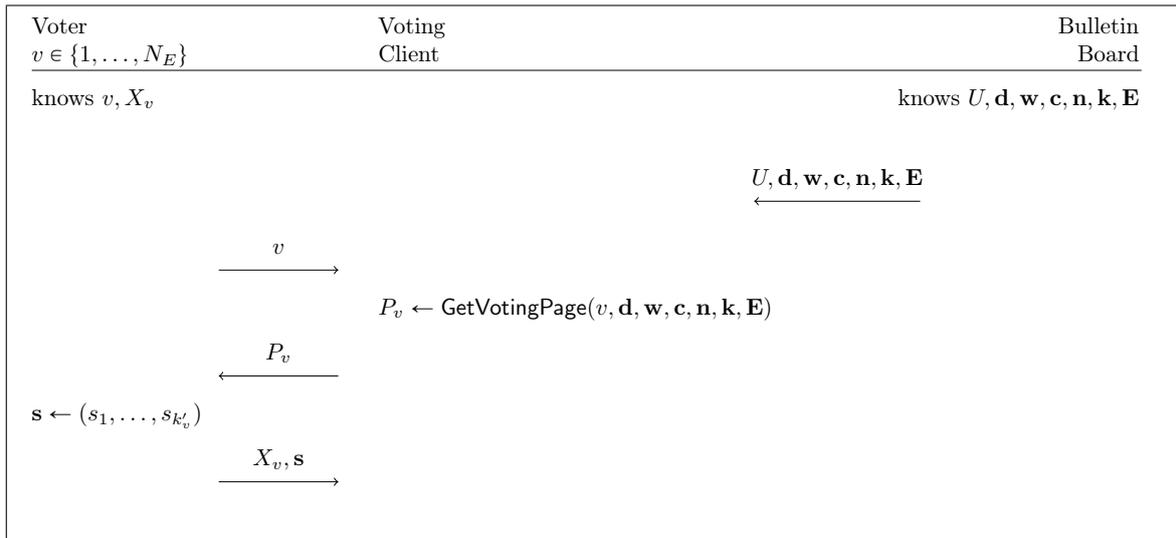 Voter Voting Bulletin
v ∈ {1, . . . , N_E} Client Board
knows v, X_v knows U, d, w, c, n, k, E
U, d, w, c, n, k, E
v
P_v ← GetVotingPage(v, d, w, c, n, k, E)
P_v
s ← (s_1, . . . , s_{k'_v})
X_v, s